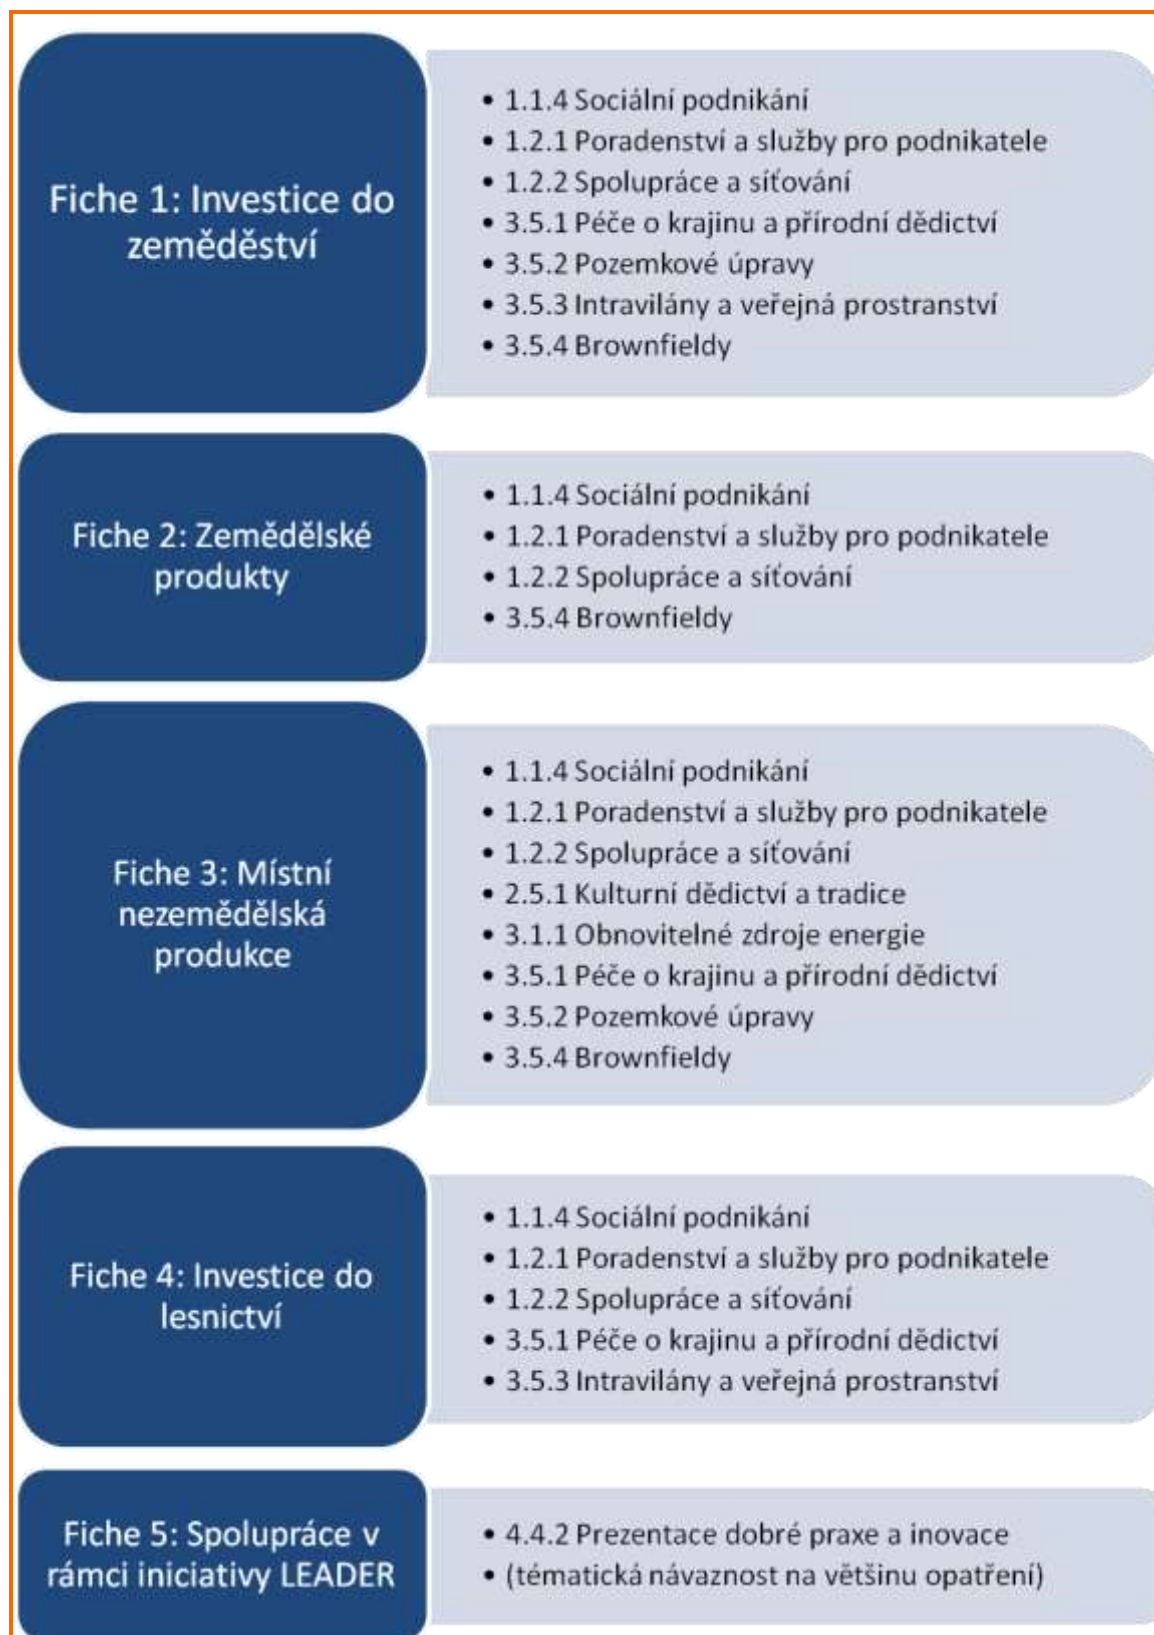 Fiche 1: Investice do
zeměděství
• 1.1.4 Sociální podnikání
• 1.2.1 Poradenství a služby pro podnikatele
• 1.2.2 Spolupráce a síťování
• 3.5.1 Péče o krajinu a přírodní dědictví
• 3.5.2 Pozemkové úpravy
• 3.5.3 Intravilány a veřejná prostranství
• 3.5.4 Brownfieldy
Fiche 2: Zemědělské
produkty
• 1.1.4 Sociální podnikání
• 1.2.1 Poradenství a služby pro podnikatele
• 1.2.2 Spolupráce a síťování
• 3.5.4 Brownfieldy
Fiche 3: Místní
nezemědělská
produkce
• 1.1.4 Sociální podnikání
• 1.2.1 Poradenství a služby pro podnikatele
• 1.2.2 Spolupráce a síťování
• 2.5.1 Kulturní dědictví a tradice
• 3.1.1 Obnovitelné zdroje energie
• 3.5.1 Péče o krajinu a přírodní dědictví
• 3.5.2 Pozemkové úpravy
• 3.5.4 Brownfieldy
Fiche 4: Investice do
lesnictví
• 1.1.4 Sociální podnikání
• 1.2.1 Poradenství a služby pro podnikatele
• 1.2.2 Spolupráce a síťování
• 3.5.1 Péče o krajinu a přírodní dědictví
• 3.5.3 Intravilány a veřejná prostranství
Fiche 5: Spolupráce v
rámci iniciativy LEADER
• 4.4.2 Prezentace dobré praxe a inovace
• (tématická návaznost na většinu opatření)